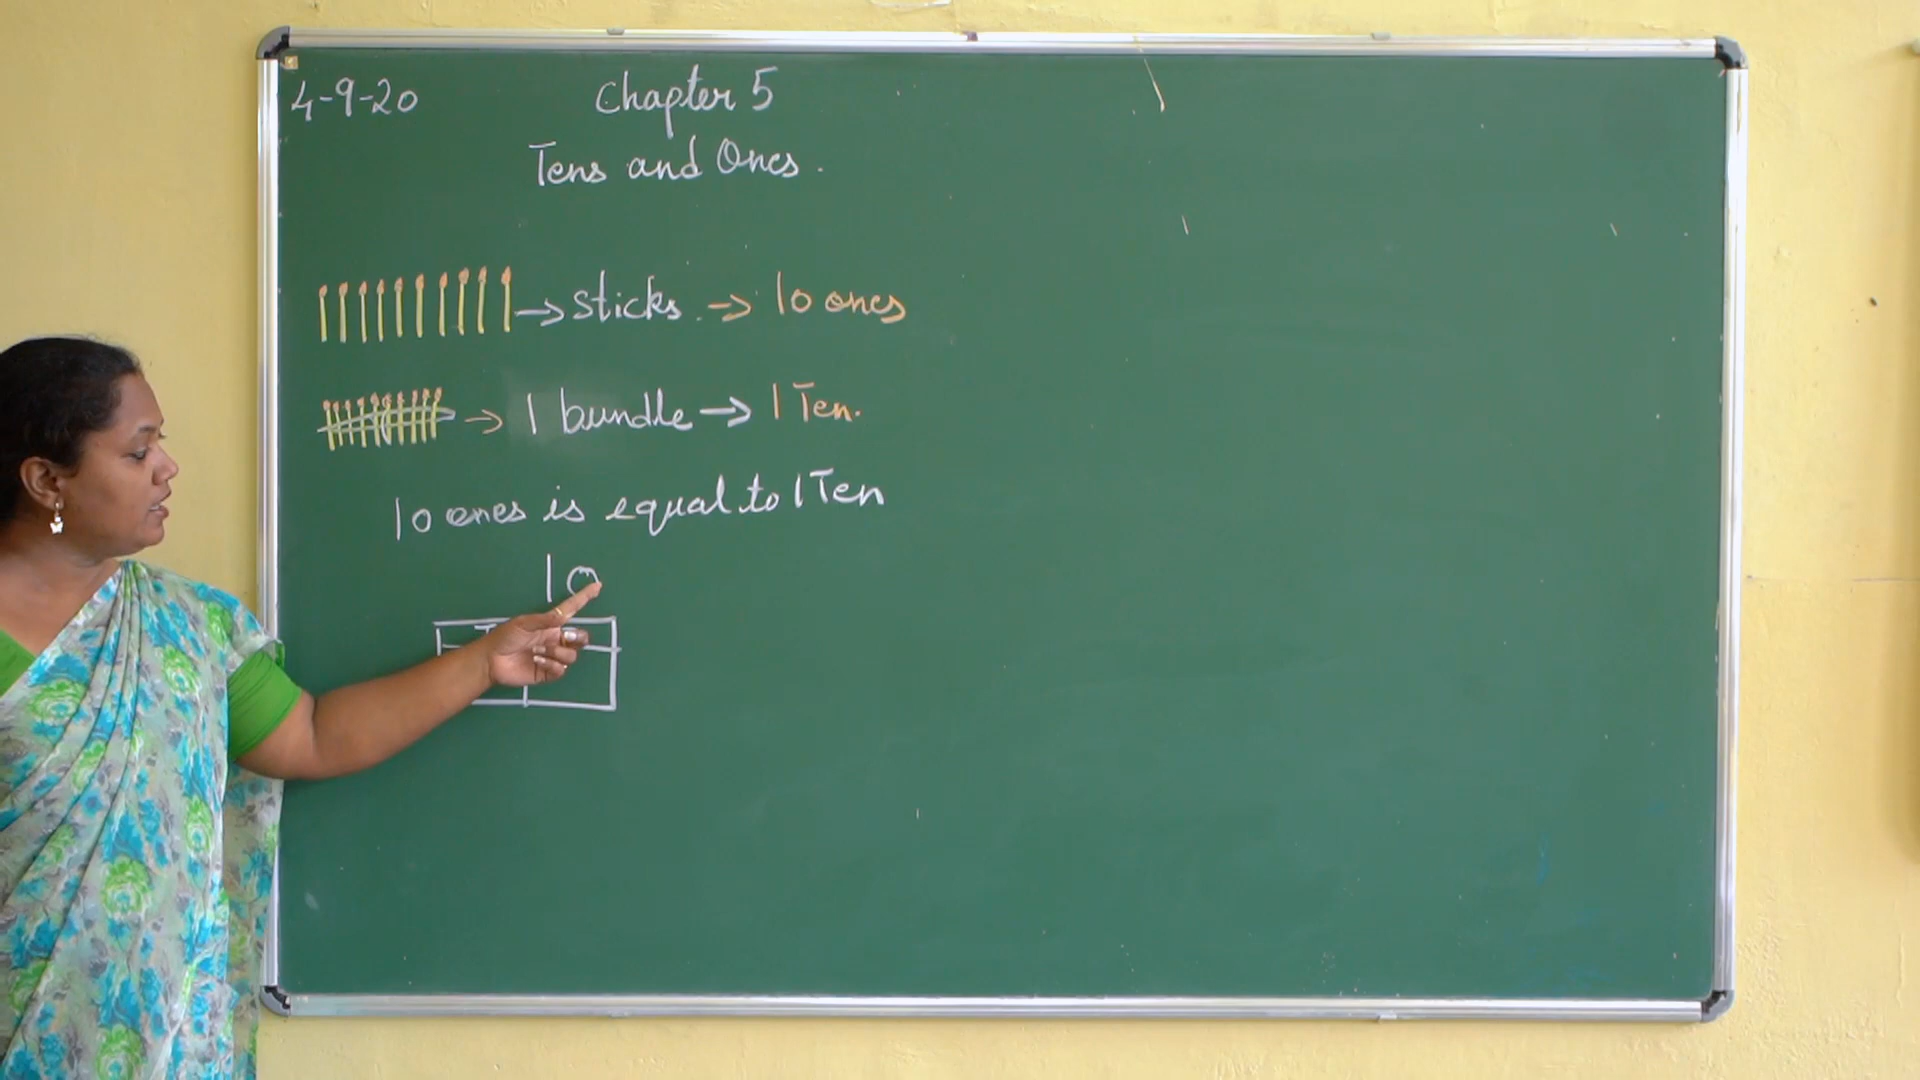 4-9-20
Chapter 5
Tens and Ones.
→ sticks. → 10 ones
→ 1 bundle → 1 Ten.
10 ones is equal to 1 Ten
10
T